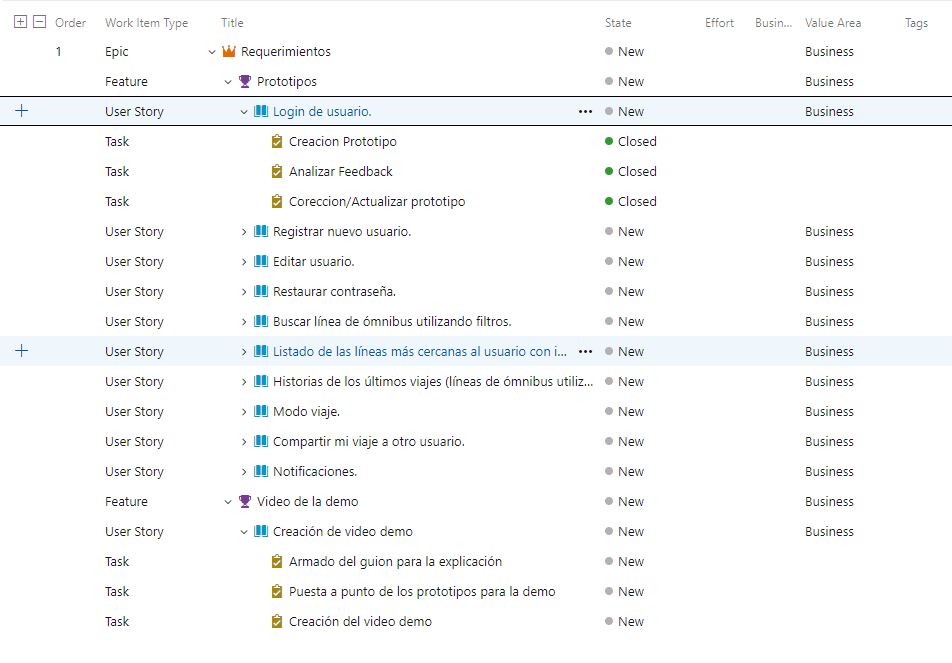 Order Work Item Type Title State Effort Busin... Value Area Tags
1 Epic Requerimientos New Business
Feature Prototipos New Business
User Story Login de usuario. ... New Business
Task Creacion Prototipo Closed
Task Analizar Feedback Closed
Task Coreccion/Actualizar prototipo Closed
User Story Registrar nuevo usuario. New Business
User Story Editar usuario. New Business
User Story Restaurar contraseña. New Business
User Story Buscar línea de ómnibus utilizando filtros. New Business
User Story Listado de las líneas más cercanas al usuario con i... ... New Business
User Story Historias de los últimos viajes (líneas de ómnibus utiliz... New Business
User Story Modo viaje. New Business
User Story Compartir mi viaje a otro usuario. New Business
User Story Notificaciones. New Business
Feature Video de la demo New Business
User Story Creación de video demo New Business
Task Armado del guion para la explicación New
Task Puesta a punto de los prototipos para la demo New
Task Creación del video demo New